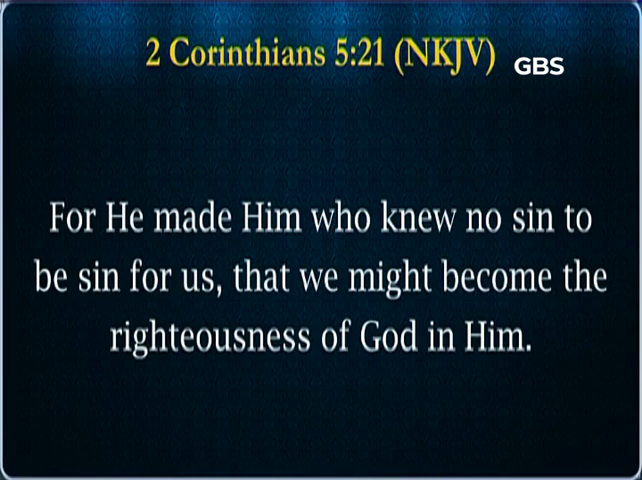 2 Corinthians 5:21 (NKJV) GBS
For He made Him who knew no sin to
be sin for us, that we might become the
righteousness of God in Him.